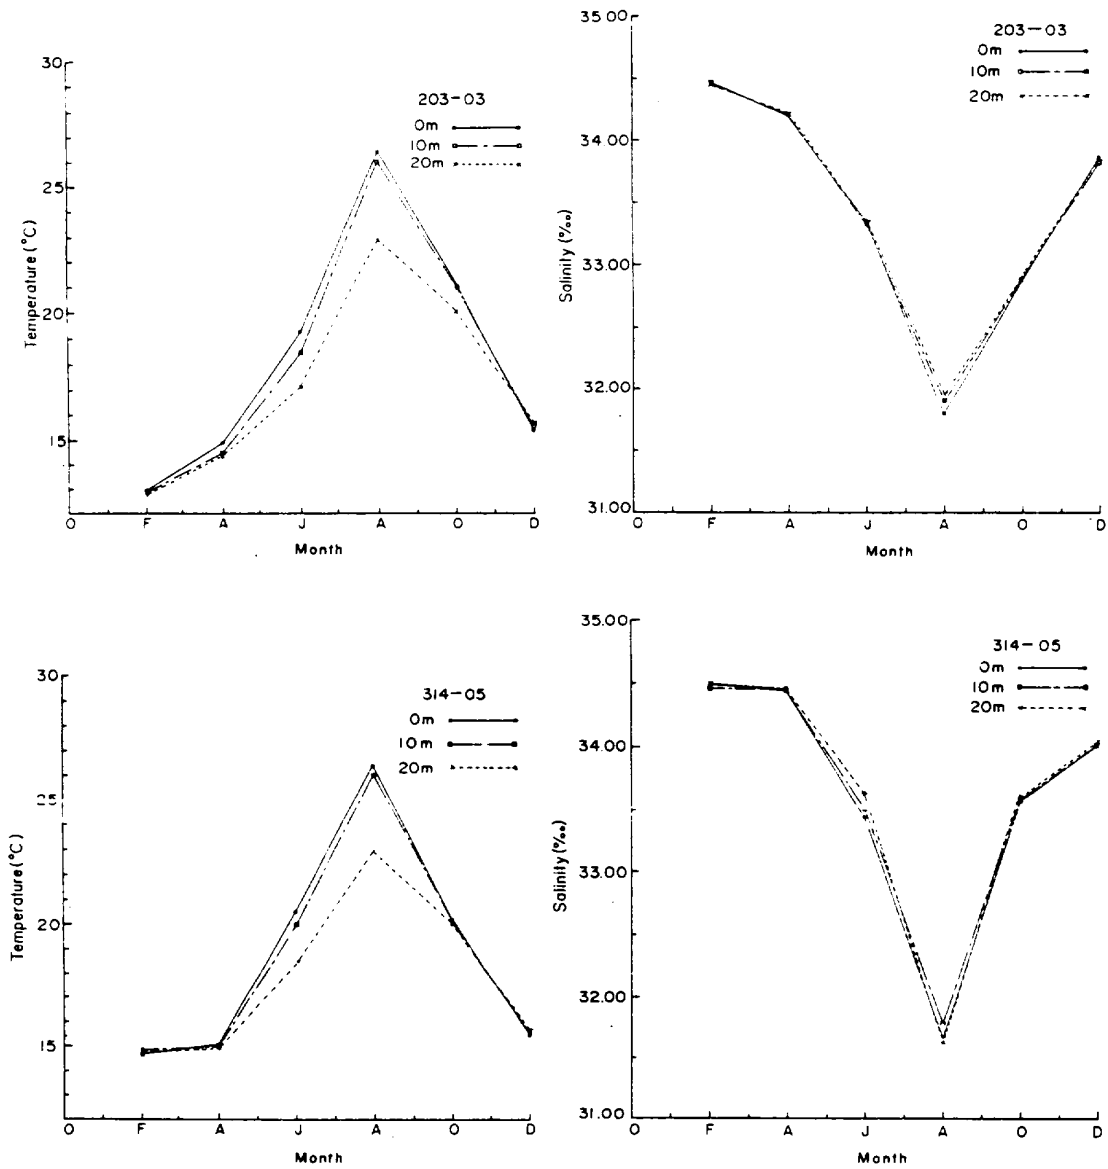 203-03
0m
10m
20m
30
25
20
15
Temperature (°C)
O F A J A O D
Month
203-03
0m
10m
20m
35.00
34.00
33.00
32.00
31.00
Salinity (‰)
O F A J A O D
Month
314-05
0m
10m
20m
30
25
20
15
Temperature (°C)
O F A J A O D
Month
314-05
0m
10m
20m
35.00
34.00
33.00
32.00
31.00
Salinity (‰)
O F A J A O D
Month